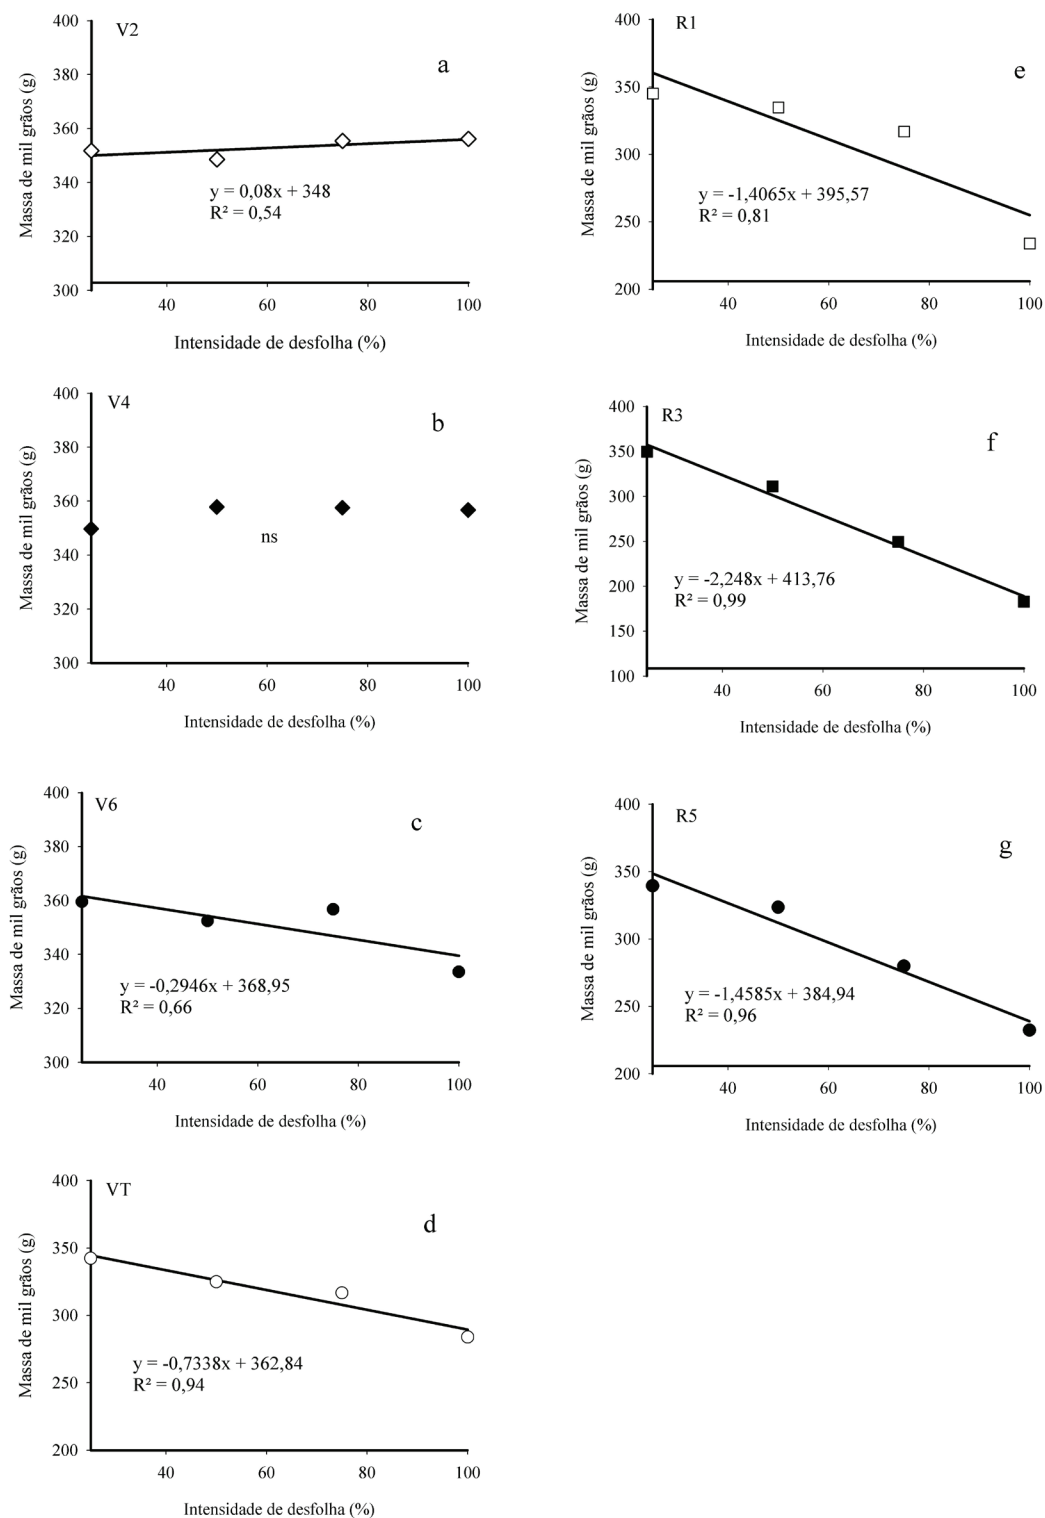 V2
a
Massa de mil grãos (g)
400
380
360
340
320
300
y = 0,08x + 348
R² = 0,54
40 60 80 100
Intensidade de desfolha (%)
V4
b
Massa de mil grãos (g)
400
380
360
340
320
300
ns
40 60 80 100
Intensidade de desfolha (%)
V6
c
Massa de mil grãos (g)
400
380
360
340
320
300
y = -0,2946x + 368,95
R² = 0,66
40 60 80 100
Intensidade de desfolha (%)
VT
d
Massa de mil grãos (g)
400
350
300
250
200
y = -0,7338x + 362,84
R² = 0,94
40 60 80 100
Intensidade de desfolha (%)
R1
e
Massa de mil grãos (g)
400
350
300
250
200
y = -1,4065x + 395,57
R² = 0,81
40 60 80 100
Intensidade de desfolha (%)
R3
f
Massa de mil grãos (g)
400
350
300
250
200
150
100
y = -2,248x + 413,76
R² = 0,99
40 60 80 100
Intensidade de desfolha (%)
R5
g
Massa de mil grãos (g)
400
350
300
250
200
y = -1,4585x + 384,94
R² = 0,96
40 60 80 100
Intensidade de desfolha (%)